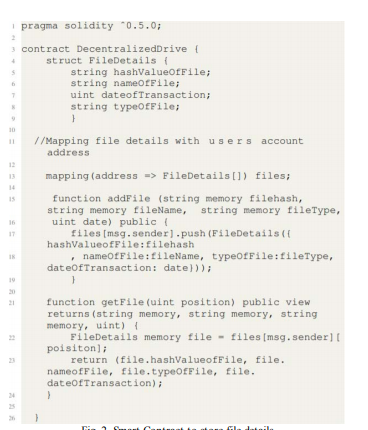 1 pragma solidity ^0.5.0;
2
3 contract DecentralizedDrive {
4 struct FileDetails {
5 string hashValueOfFile;
6 string nameOfFile;
7 uint dateofTransaction;
8 string typeOfFile;
9 }
10
11 //Mapping file details with u s e r s account
address
12
13 mapping(address => FileDetails[]) files;
14
15 function addFile (string memory filehash,
string memory fileName, string memory fileType,
16 uint date) public {
17 files[msg.sender].push(FileDetails({
hashValueofFile:filehash
18 , nameOfFile:fileName, typeOfFile:fileType,
dateOfTransaction: date}));
19 }
20
21 function getFile(uint position) public view
returns(string memory, string memory, string
memory, uint) {
22 FileDetails memory file = files[msg.sender][
poisiton];
23 return (file.hashValueofFile, file.
nameofFile, file.typeOfFile, file.
dateOfTransaction);
24 }
25
26 }
Fig. 2. Smart Contract to store file details